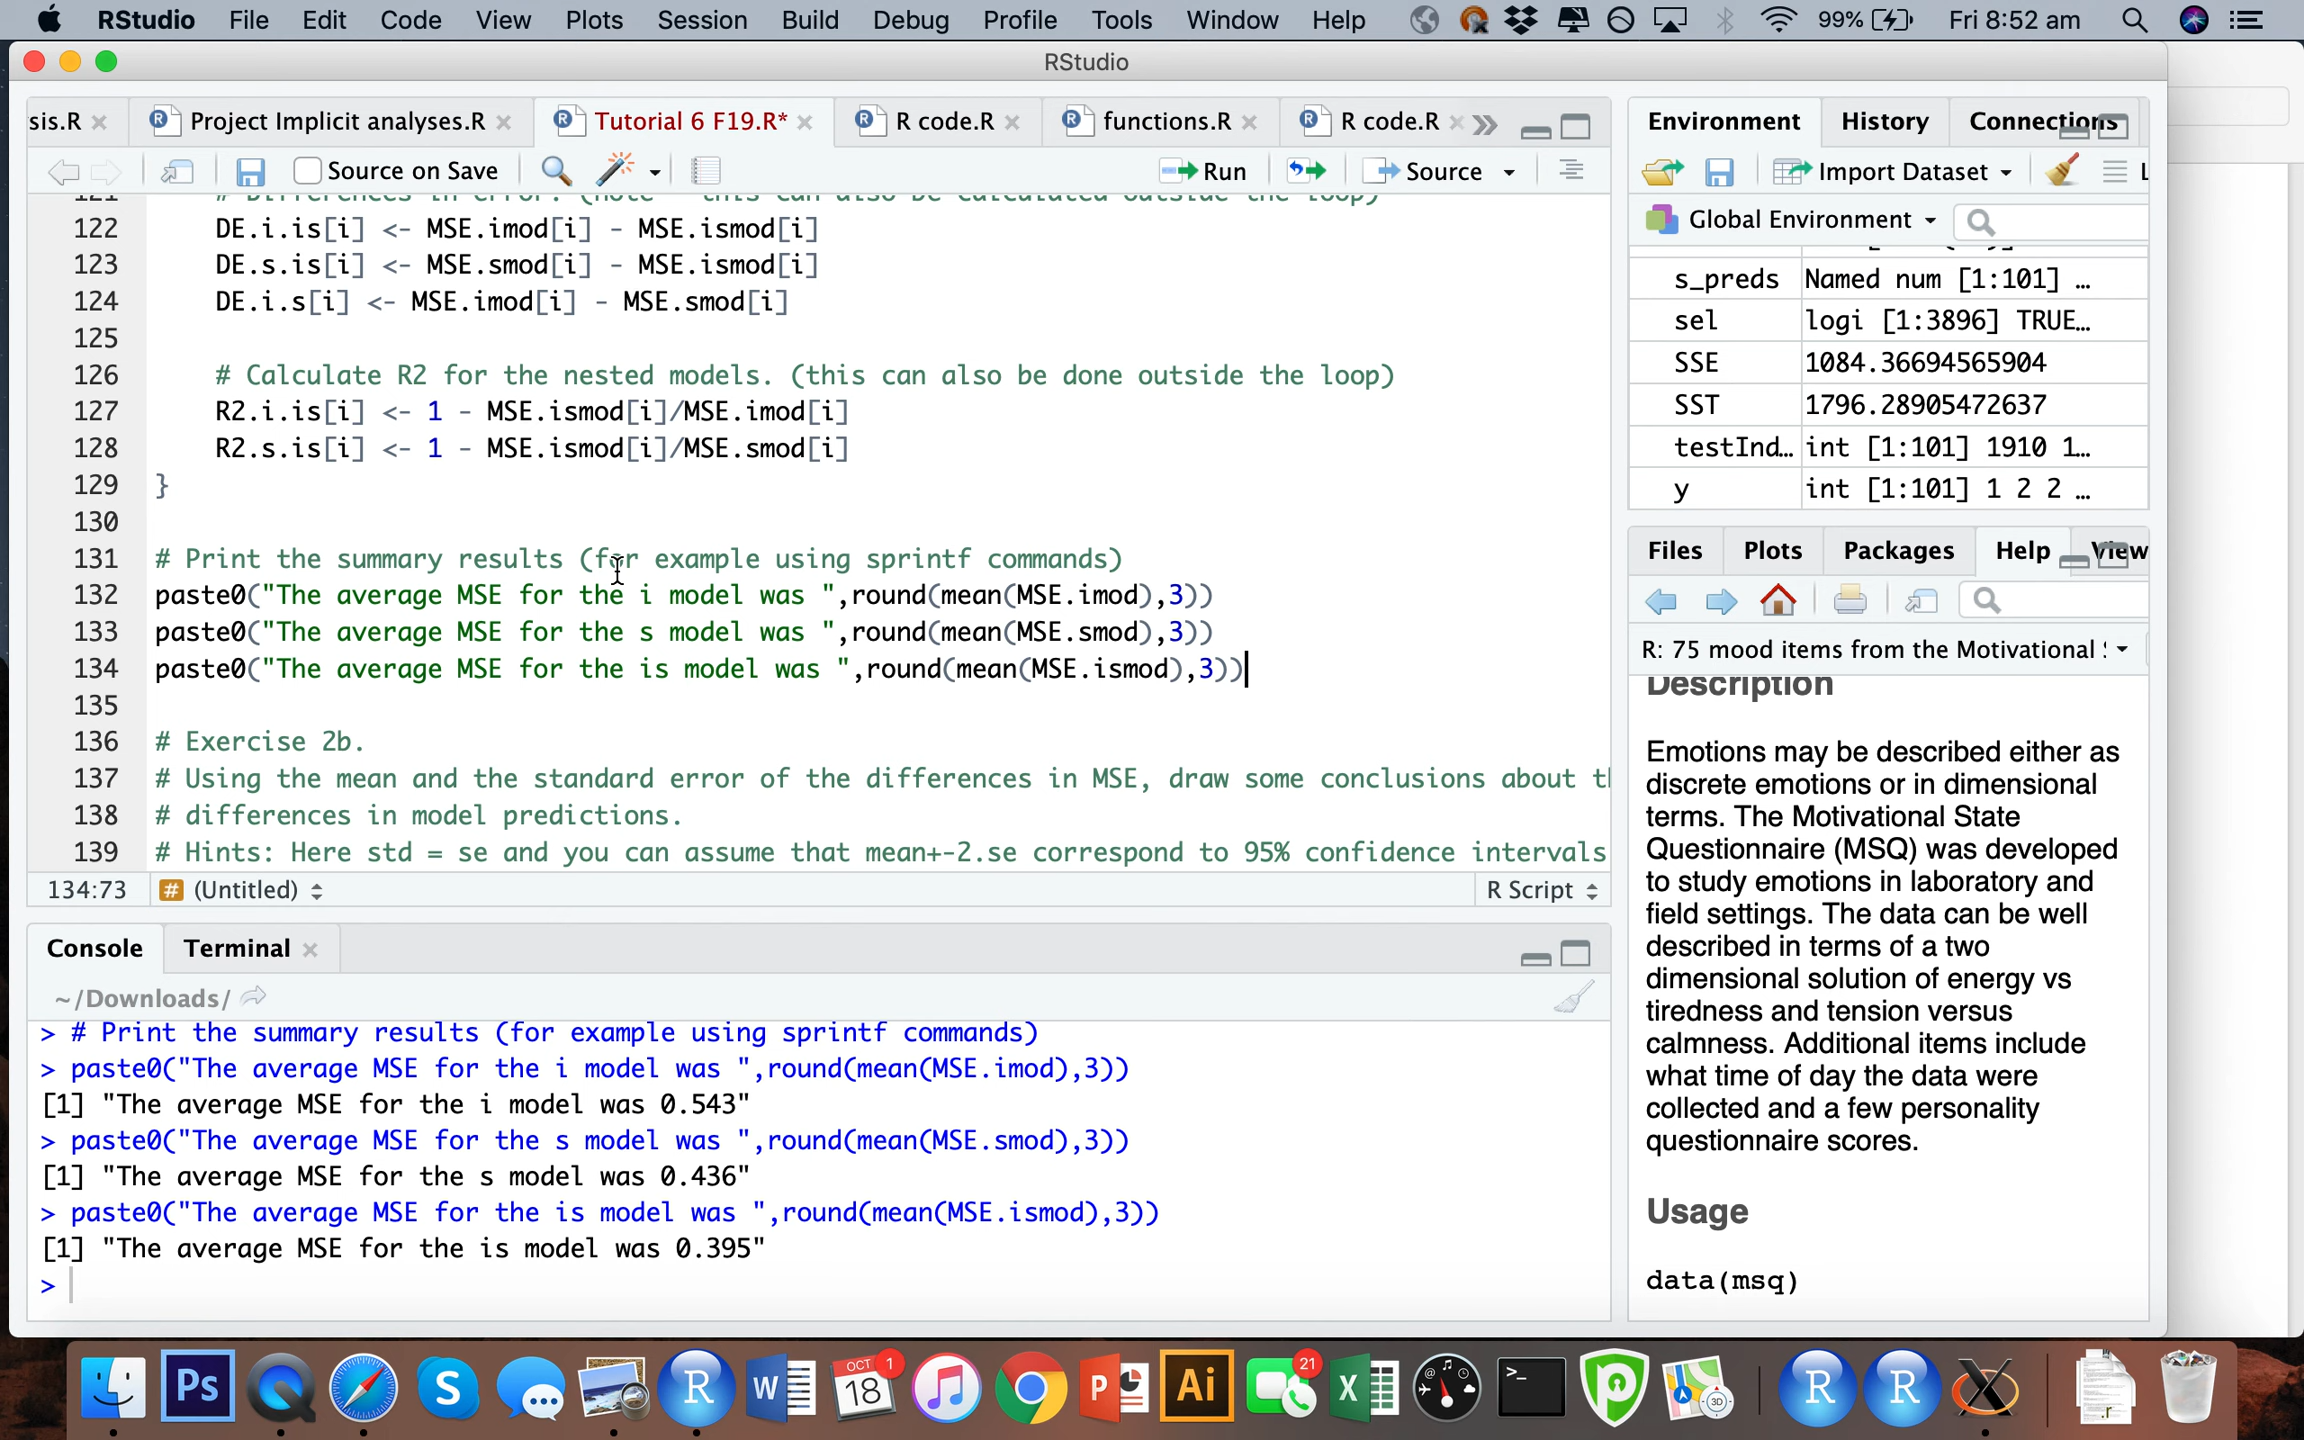 RStudio File Edit Code View Plots Session Build Debug Profile Tools Window Help 99% Fri 8:52 am
RStudio
sis.R Project Implicit analyses.R Tutorial 6 F19.R* R code.R functions.R R code.R
Source on Save Run Source
121
122 DE.i.is[i] <- MSE.imod[i] - MSE.ismod[i]
123 DE.s.is[i] <- MSE.smod[i] - MSE.ismod[i]
124 DE.i.s[i] <- MSE.imod[i] - MSE.smod[i]
125
126 # Calculate R2 for the nested models. (this can also be done outside the loop)
127 R2.i.is[i] <- 1 - MSE.ismod[i]/MSE.imod[i]
128 R2.s.is[i] <- 1 - MSE.ismod[i]/MSE.smod[i]
129 }
130
131 # Print the summary results (for example using sprintf commands)
132 paste0("The average MSE for the i model was ",round(mean(MSE.imod),3))
133 paste0("The average MSE for the s model was ",round(mean(MSE.smod),3))
134 paste0("The average MSE for the is model was ",round(mean(MSE.ismod),3))
135
136 # Exercise 2b.
137 # Using the mean and the standard error of the differences in MSE, draw some conclusions about t
138 # differences in model predictions.
139 # Hints: Here std = se and you can assume that mean+-2.se correspond to 95% confidence intervals
134:73 # (Untitled) R Script
Console Terminal
~/Downloads/
> # Print the summary results (for example using sprintf commands)
> paste0("The average MSE for the i model was ",round(mean(MSE.imod),3))
[1] "The average MSE for the i model was 0.543"
> paste0("The average MSE for the s model was ",round(mean(MSE.smod),3))
[1] "The average MSE for the s model was 0.436"
> paste0("The average MSE for the is model was ",round(mean(MSE.ismod),3))
[1] "The average MSE for the is model was 0.395"
>
Environment History Connections
Import Dataset L
Global Environment
s_preds Named num [1:101] …
sel logi [1:3896] TRUE…
SSE 1084.36694565904
SST 1796.28905472637
testInd… int [1:101] 1910 1…
y int [1:101] 1 2 2 …
Files Plots Packages Help View
R: 75 mood items from the Motivational
Description
Emotions may be described either as
discrete emotions or in dimensional
terms. The Motivational State
Questionnaire (MSQ) was developed
to study emotions in laboratory and
field settings. The data can be well
described in terms of a two
dimensional solution of energy vs
tiredness and tension versus
calmness. Additional items include
what time of day the data were
collected and a few personality
questionnaire scores.
Usage
data(msq)
Ps S R W OCT 18 1 P Ai 21 X >_ 3D R R .r